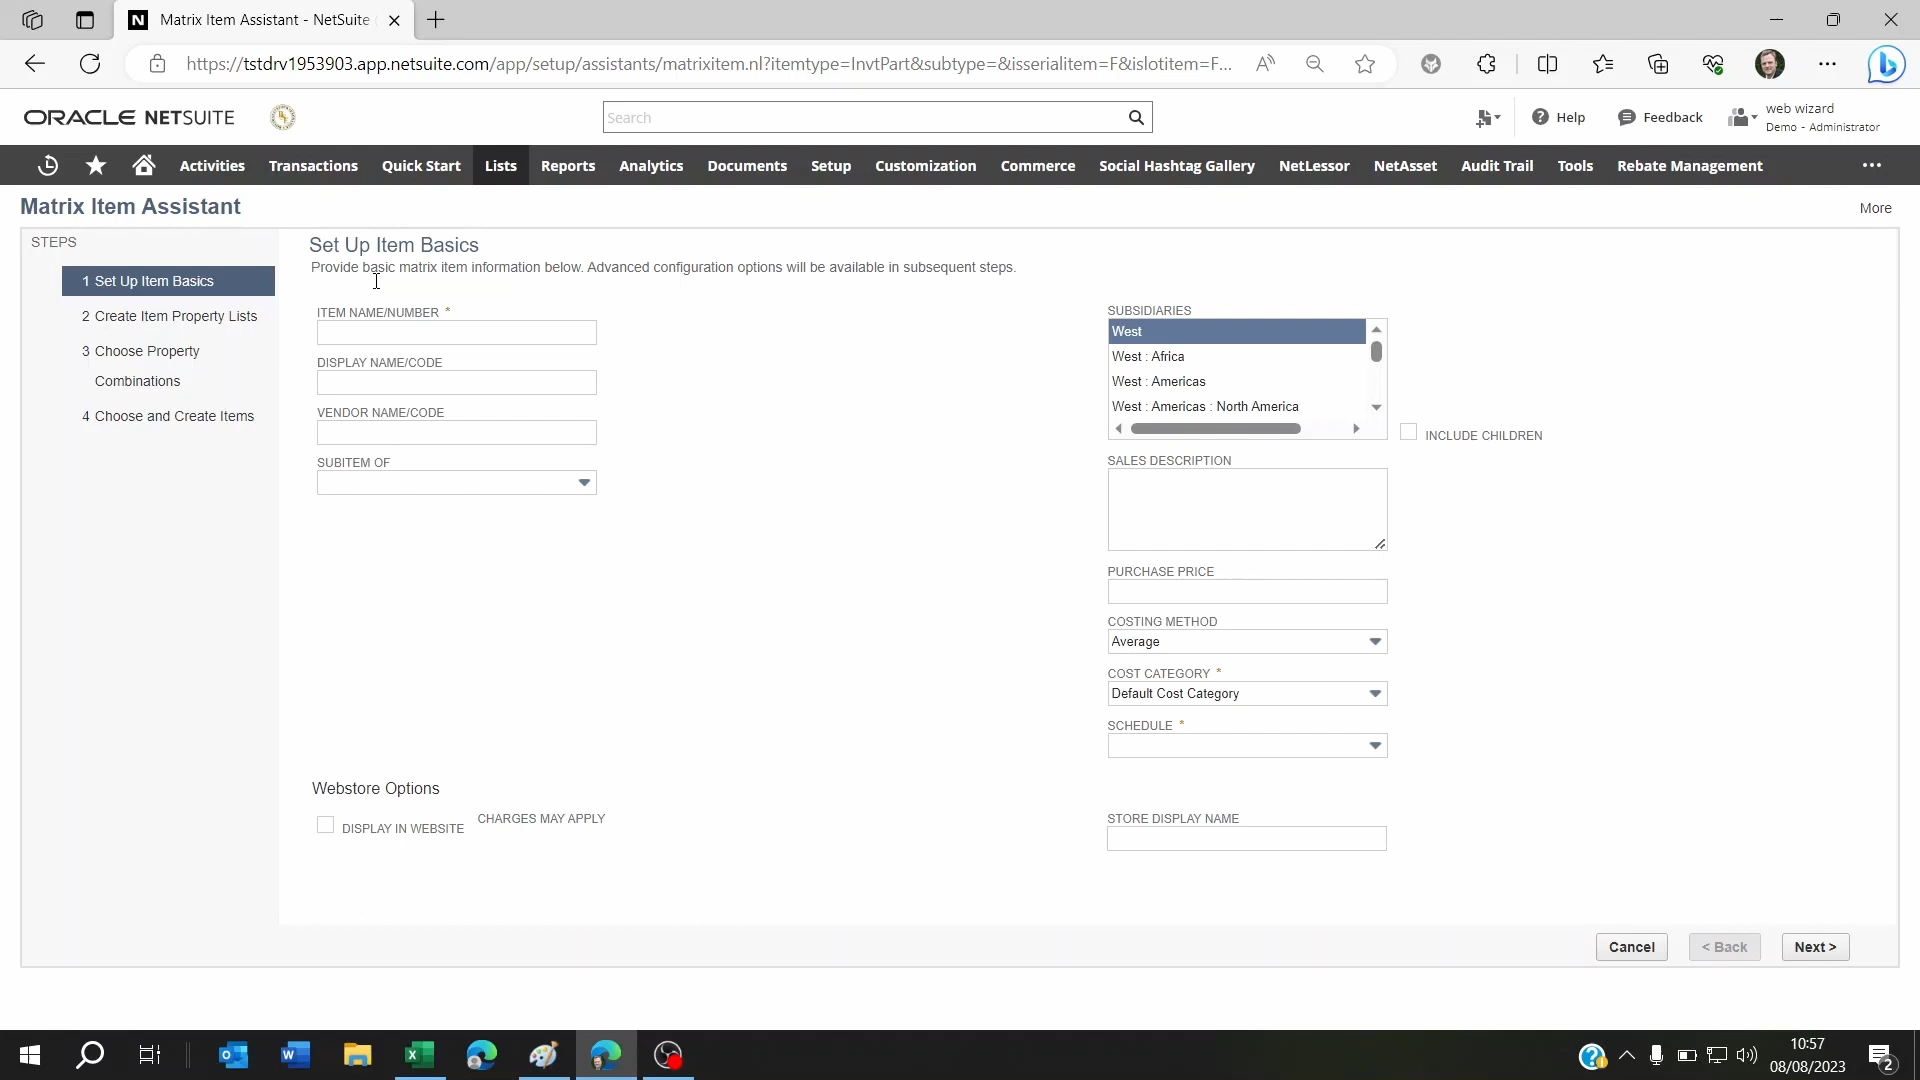 Matrix Item Assistant - NetSuite
https://tstdrv1953903.app.netsuite.com/app/setup/assistants/matrixitem.nl?itemtype=InvtPart&subtype=&isserialitem=F&islotitem=F...
ORACLE NETSUITE
Search
Help
Feedback
web wizard
Demo - Administrator
Activities Transactions Quick Start Lists Reports Analytics Documents Setup Customization Commerce Social Hashtag Gallery NetLessor NetAsset Audit Trail Tools Rebate Management
Matrix Item Assistant
More
STEPS
1 Set Up Item Basics
2 Create Item Property Lists
3 Choose Property
Combinations
4 Choose and Create Items
Set Up Item Basics
Provide basic matrix item information below. Advanced configuration options will be available in subsequent steps.
ITEM NAME/NUMBER *
DISPLAY NAME/CODE
VENDOR NAME/CODE
SUBITEM OF
SUBSIDIARIES
West
West : Africa
West : Americas
West : Americas : North America
INCLUDE CHILDREN
SALES DESCRIPTION
PURCHASE PRICE
COSTING METHOD
Average
COST CATEGORY *
Default Cost Category
SCHEDULE *
Webstore Options
DISPLAY IN WEBSITE
CHARGES MAY APPLY
STORE DISPLAY NAME
Cancel
< Back
Next >
10:57
08/08/2023
2